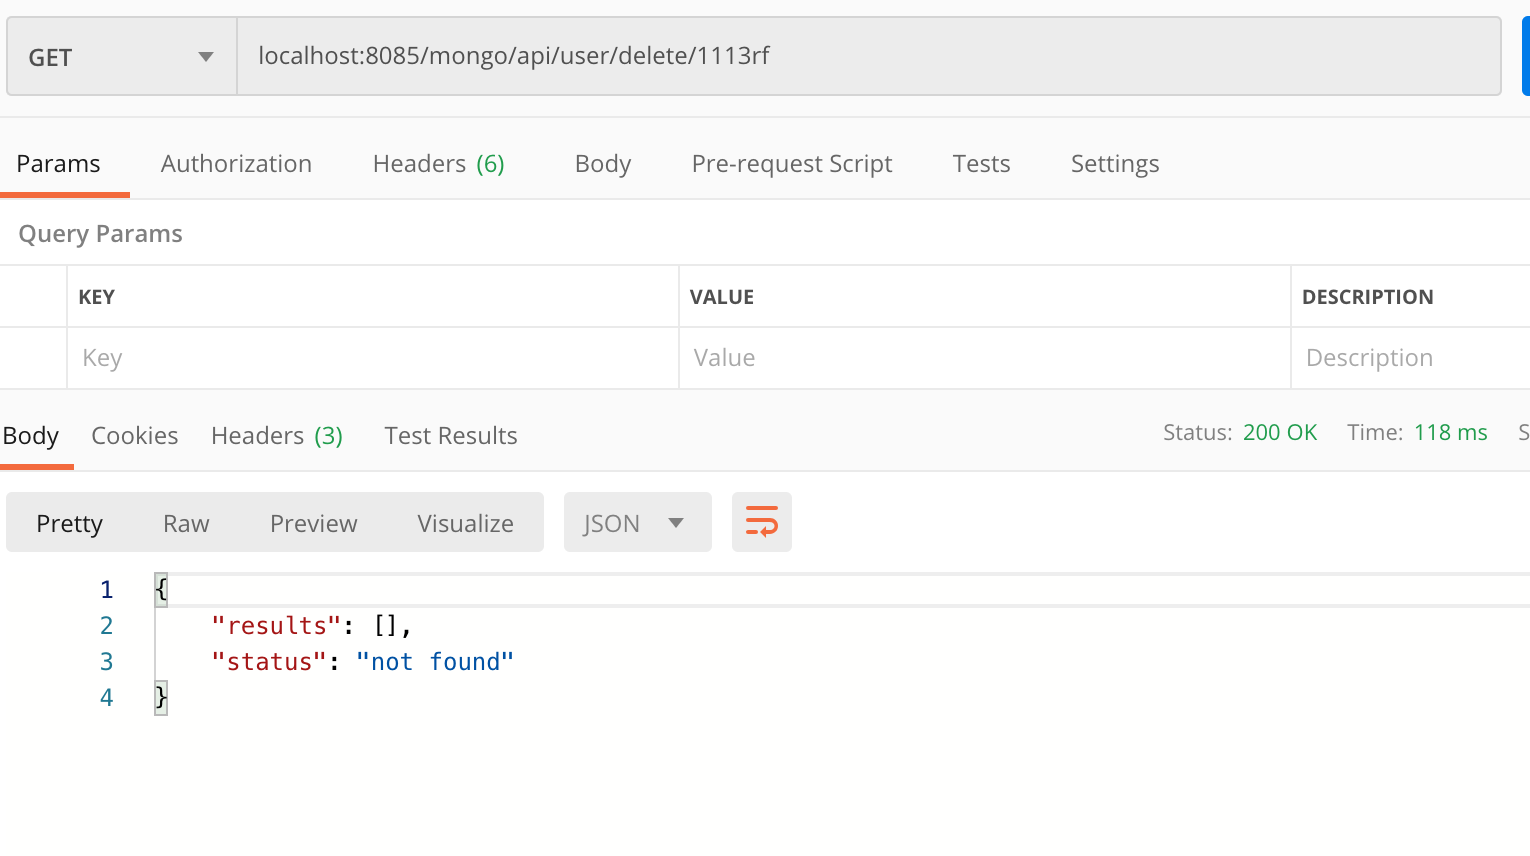 GET localhost:8085/mongo/api/user/delete/1113rf
Params Authorization Headers (6) Body Pre-request Script Tests Settings
Query Params
KEY VALUE DESCRIPTION
Key Value Description
Body Cookies Headers (3) Test Results Status: 200 OK Time: 118 ms S
Pretty Raw Preview Visualize JSON
1 {
2 "results": [],
3 "status": "not found"
4 }